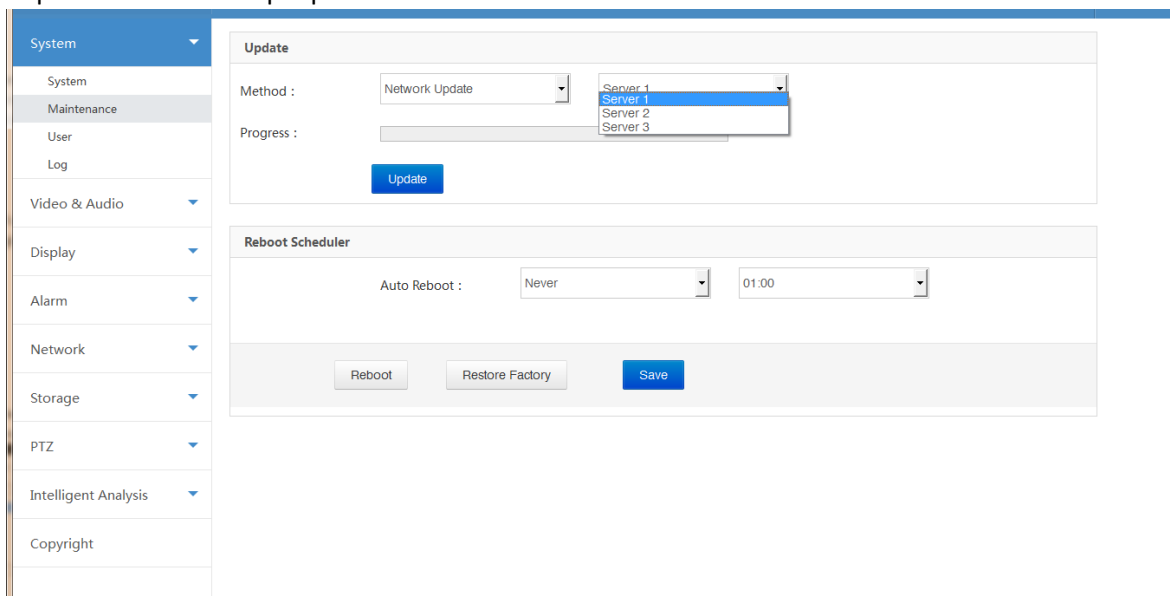 System
System
Maintenance
User
Log
Video & Audio
Display
Alarm
Network
Storage
PTZ
Intelligent Analysis
Copyright
Update
Method : Network Update Server 1
Server 1
Server 2
Server 3
Progress :
Update
Reboot Scheduler
Auto Reboot : Never 01:00
Reboot Restore Factory Save